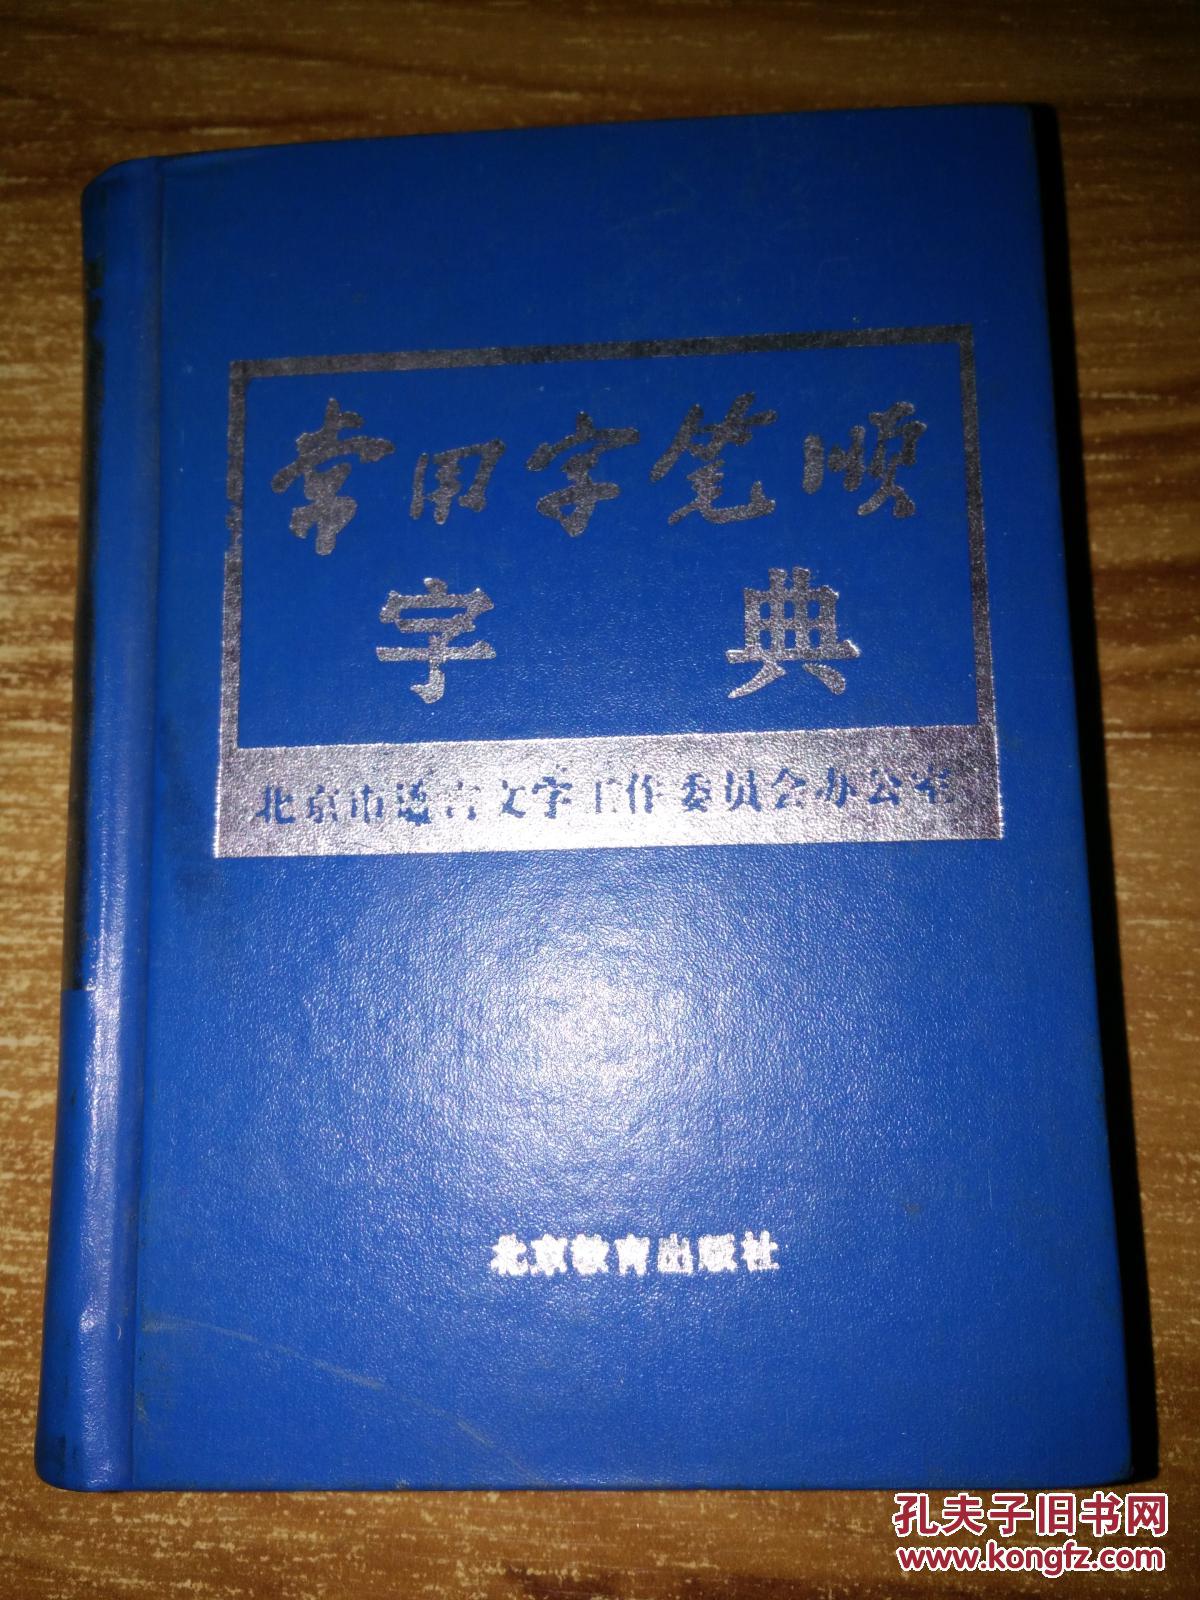 常用字笔顺
字典
北京市语言文字工作委员会办公室
北京教育出版社
孔夫子旧书网
www.kongfz.com